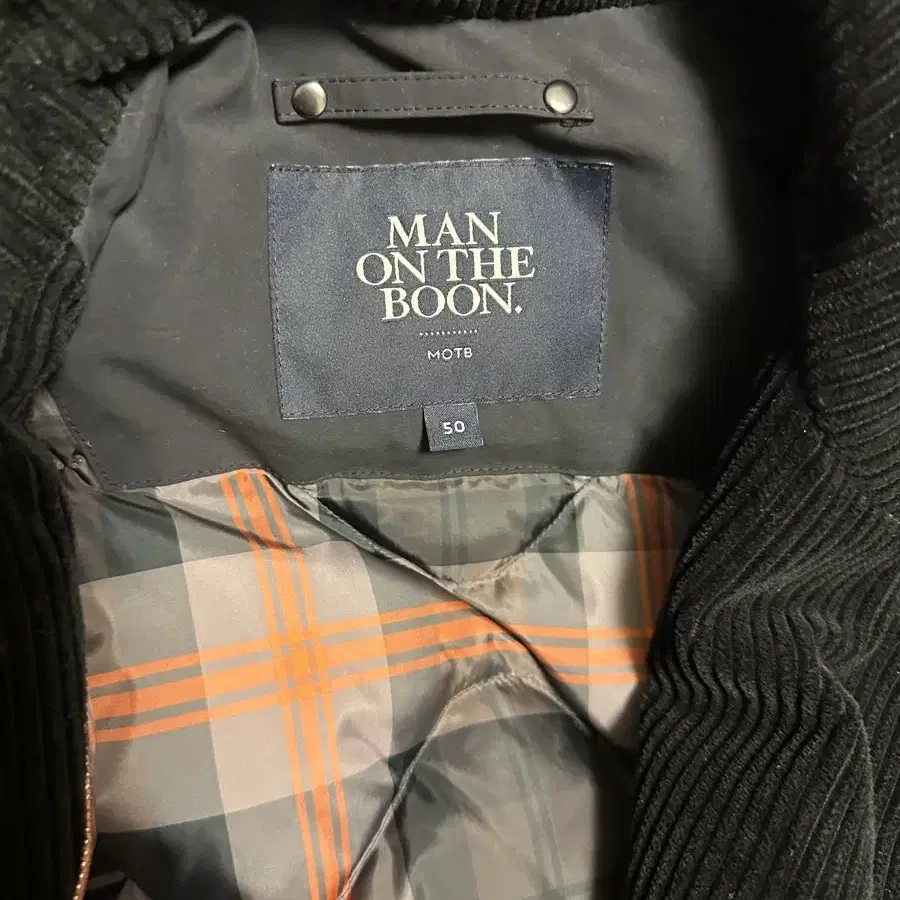 MAN
ON THE
BOON.
MOTB
50